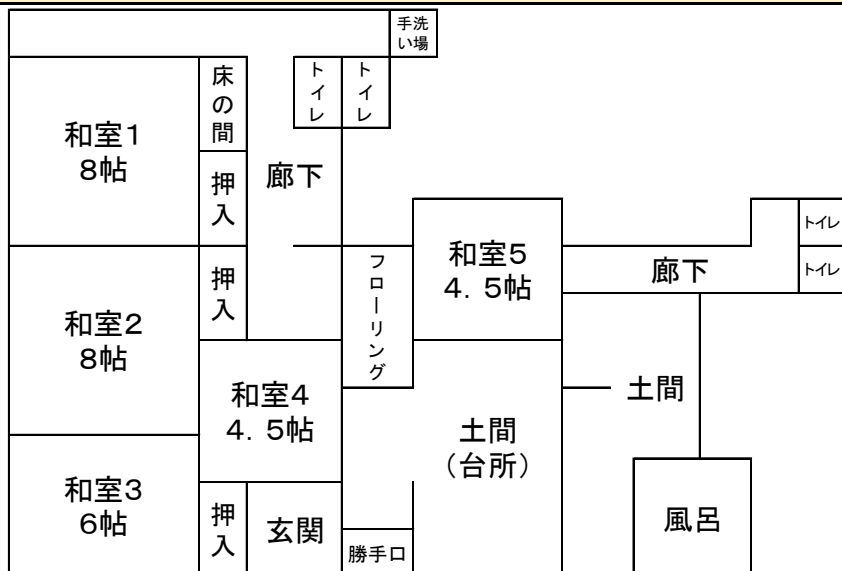 手洗
い場
床の間
トイレ
トイレ
和室1
8帖
押入
廊下
トイレ
和室5
4．5帖
押入
フローリング
廊下
トイレ
和室2
8帖
和室4
4．5帖
土間
土間
（台所）
和室3
6帖
押入
玄関
勝手口
風呂